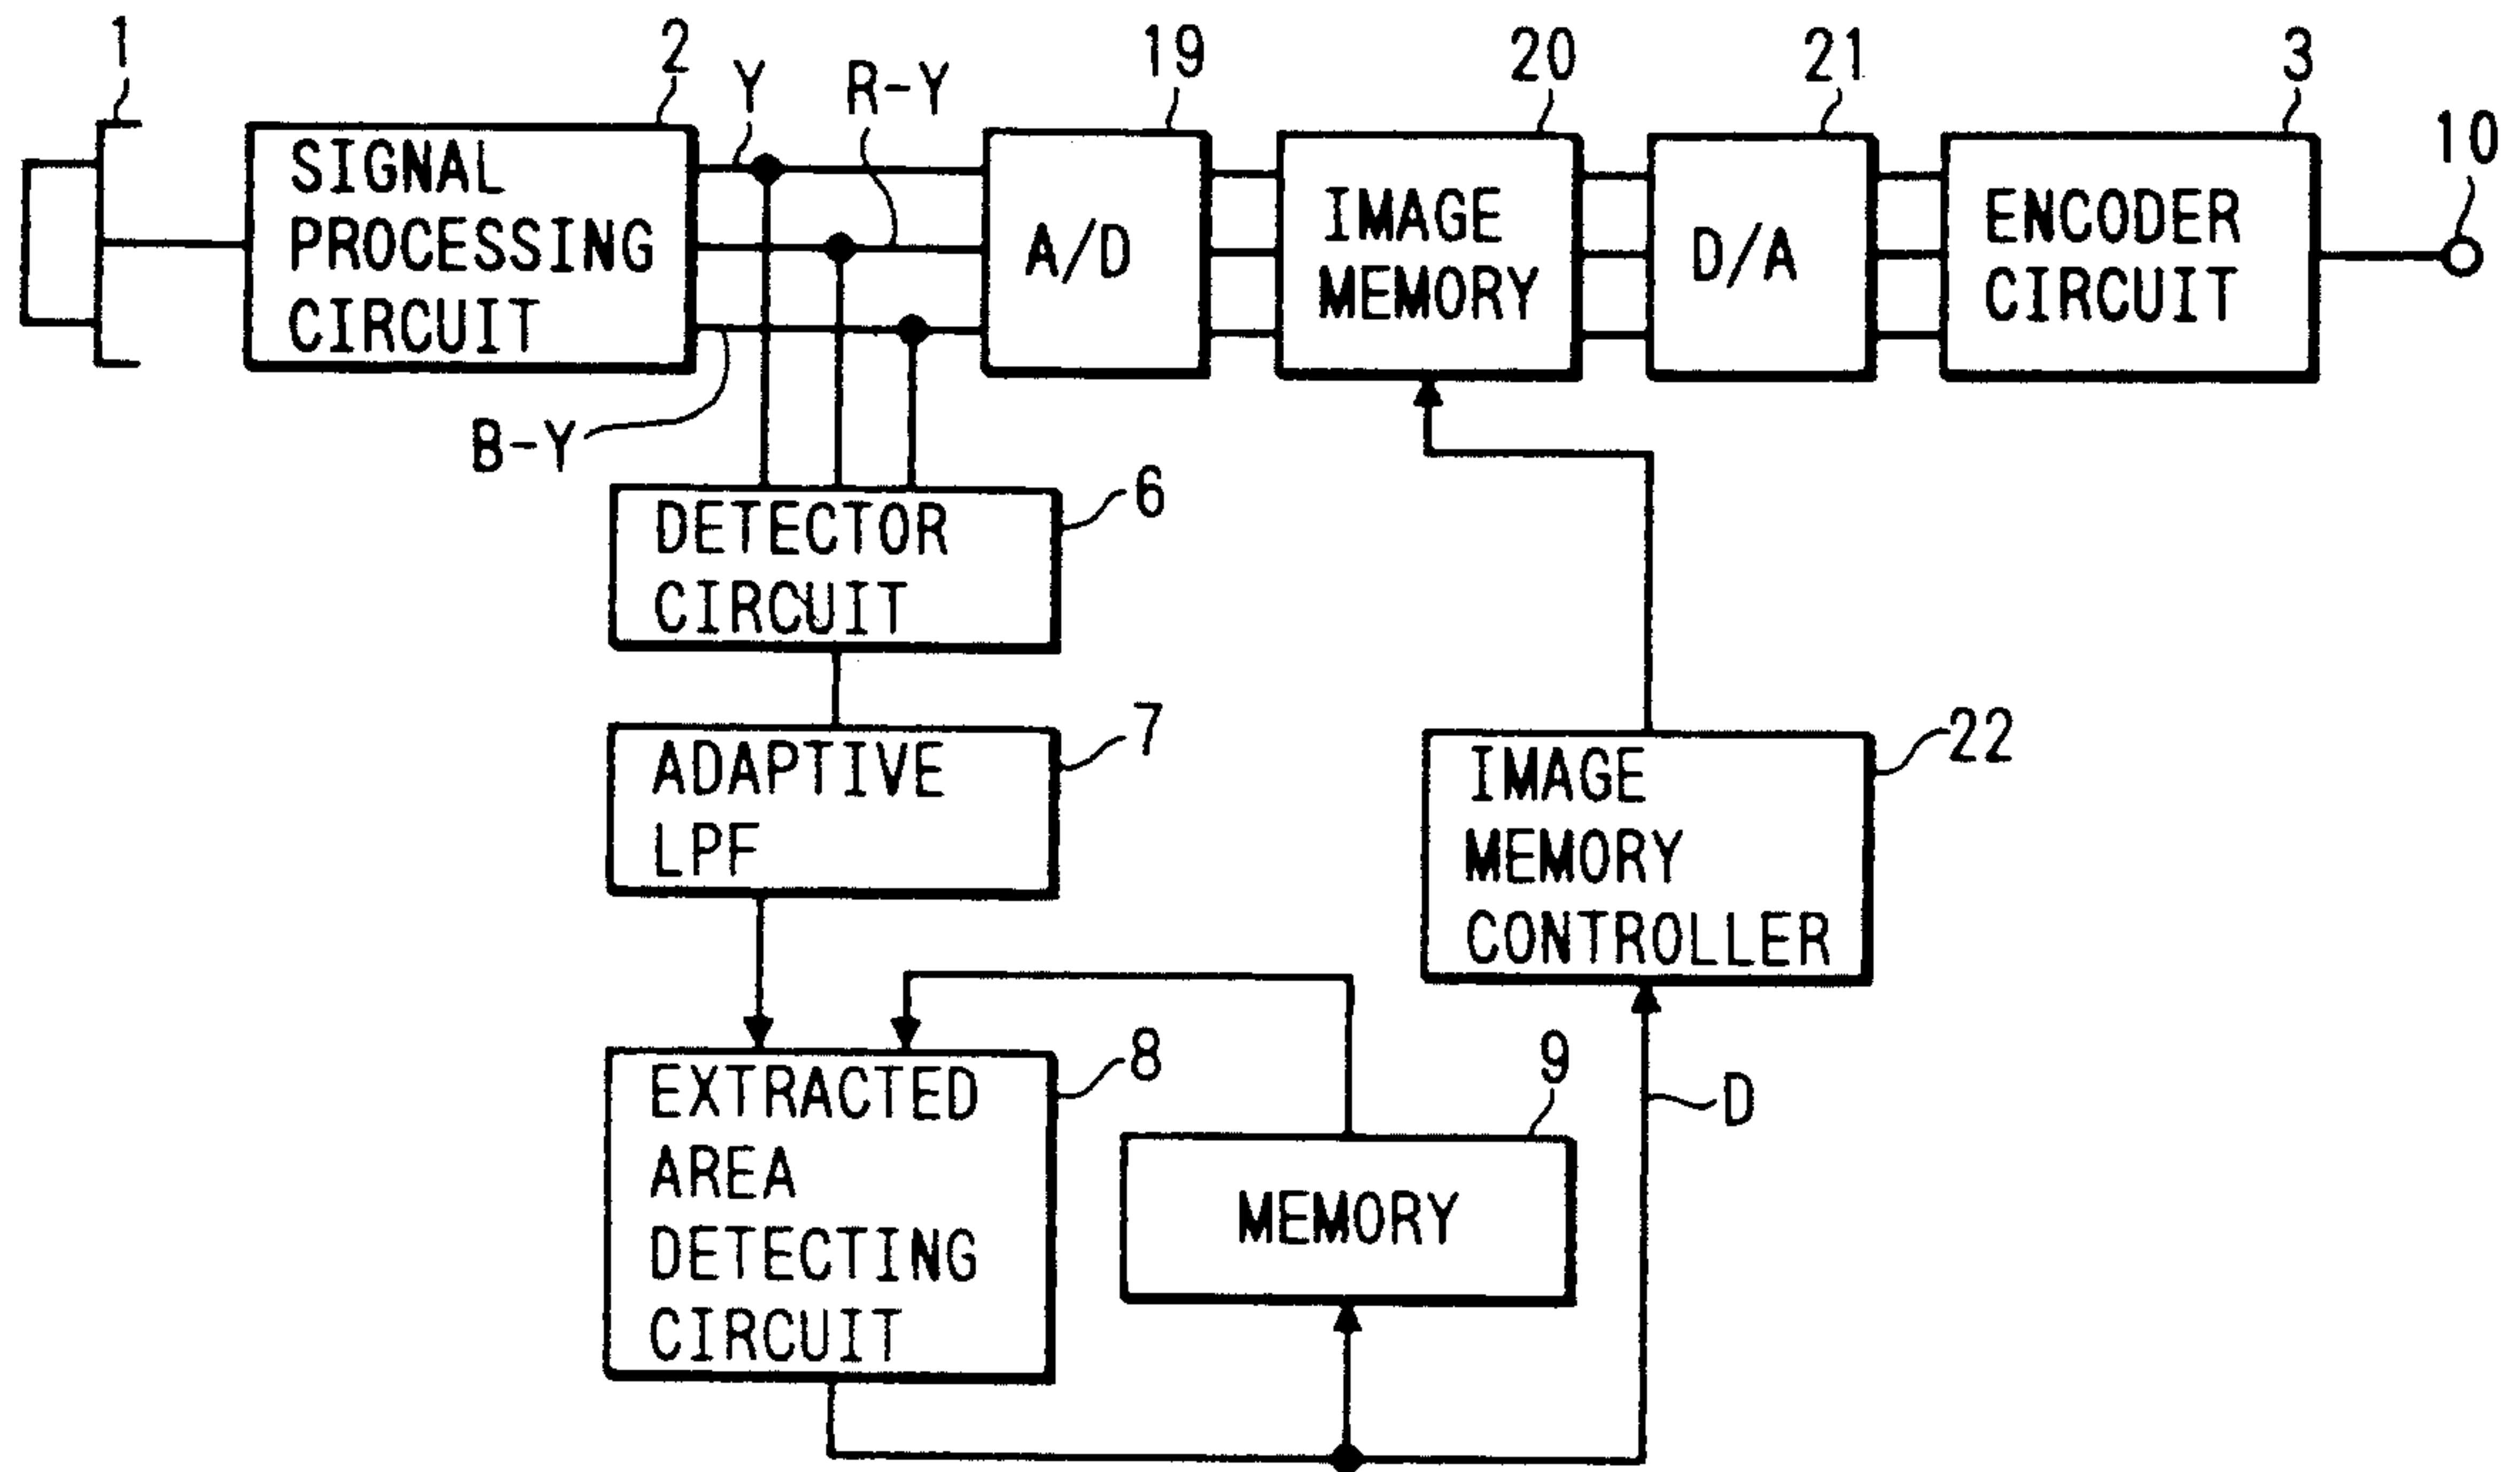 1
2
Y
R-Y
19
20
21
3
10
SIGNAL
PROCESSING
CIRCUIT
A/D
IMAGE
MEMORY
D/A
ENCODER
CIRCUIT
B-Y
DETECTOR
CIRCUIT
6
ADAPTIVE
LPF
7
IMAGE
MEMORY
CONTROLLER
22
EXTRACTED
AREA
DETECTING
CIRCUIT
8
9
MEMORY
D